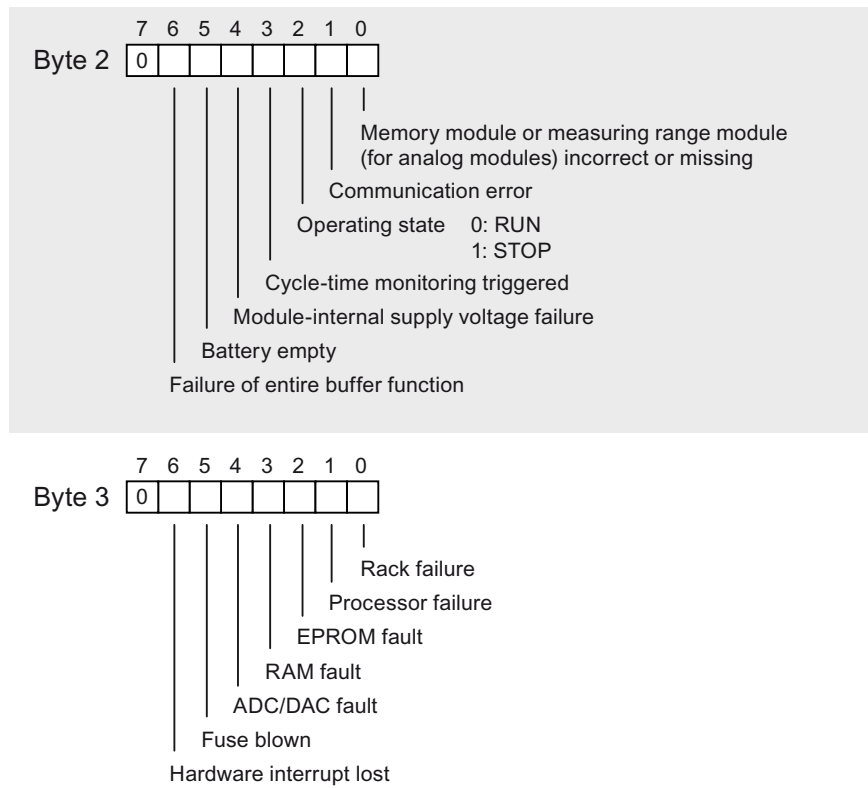 7 6 5 4 3 2 1 0
Byte 2 0
Memory module or measuring range module
(for analog modules) incorrect or missing
Communication error
Operating state 0: RUN
1: STOP
Cycle-time monitoring triggered
Module-internal supply voltage failure
Battery empty
Failure of entire buffer function
7 6 5 4 3 2 1 0
Byte 3 0
Rack failure
Processor failure
EPROM fault
RAM fault
ADC/DAC fault
Fuse blown
Hardware interrupt lost